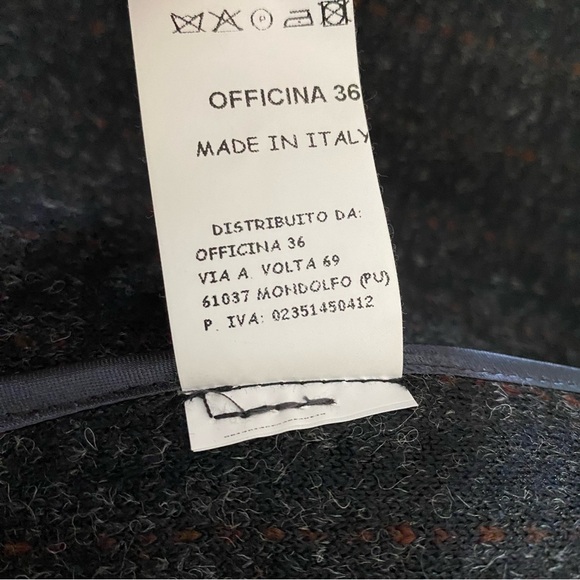 OFFICINA 36
MADE IN ITALY
DISTRIBUITO DA:
OFFICINA 36
VIA A. VOLTA 69
61037 MONDOLFO (PU)
P. IVA: 02351450412